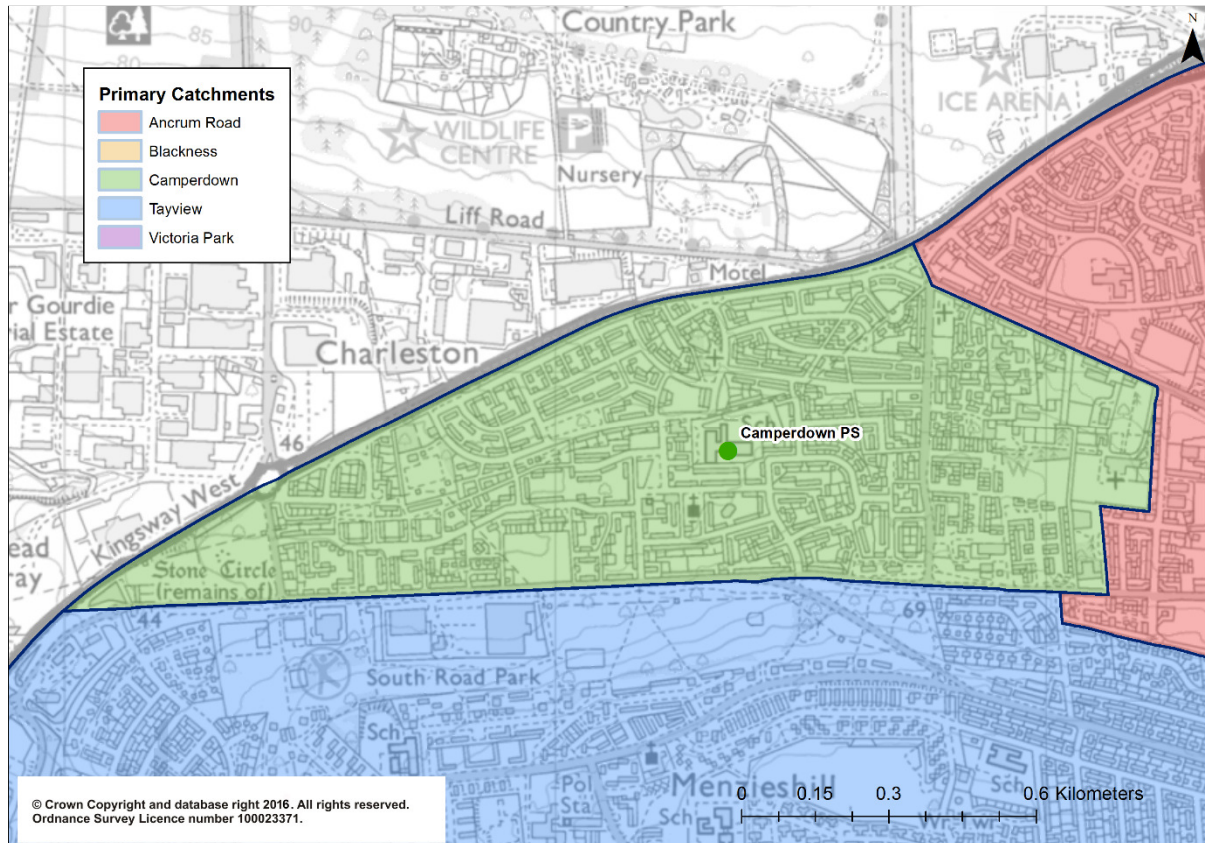 Country Park
N
90
85
80
Primary Catchments
Ancrum Road
Blackness
Camperdown
Tayview
Victoria Park
ICE ARENA
WILDLIFE
CENTRE
P
Nursery
Liff Road
Motel
Gourdie
Estate
Charleston
46
Sch
Camperdown PS
W
Kingsway West
Stone Circle
(remains of)
44
69
South Road Park
Sch
Menzieshill
Pol
Sta
Sch
Sch
0 0.15 0.3 0.6 Kilometers
© Crown Copyright and database right 2016. All rights reserved.
Ordnance Survey Licence number 100023371.